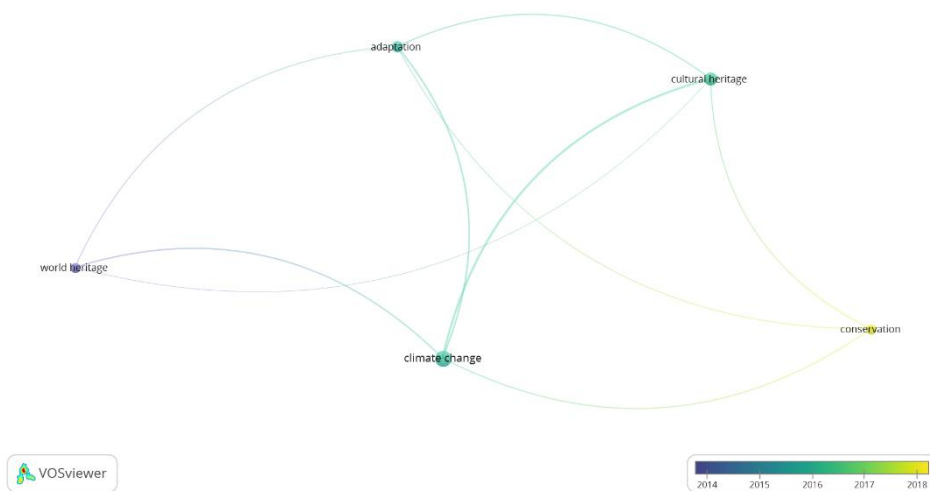 adaptation
cultural heritage
world heritage
climate change
conservation
VOSviewer
2014 2015 2016 2017 2018